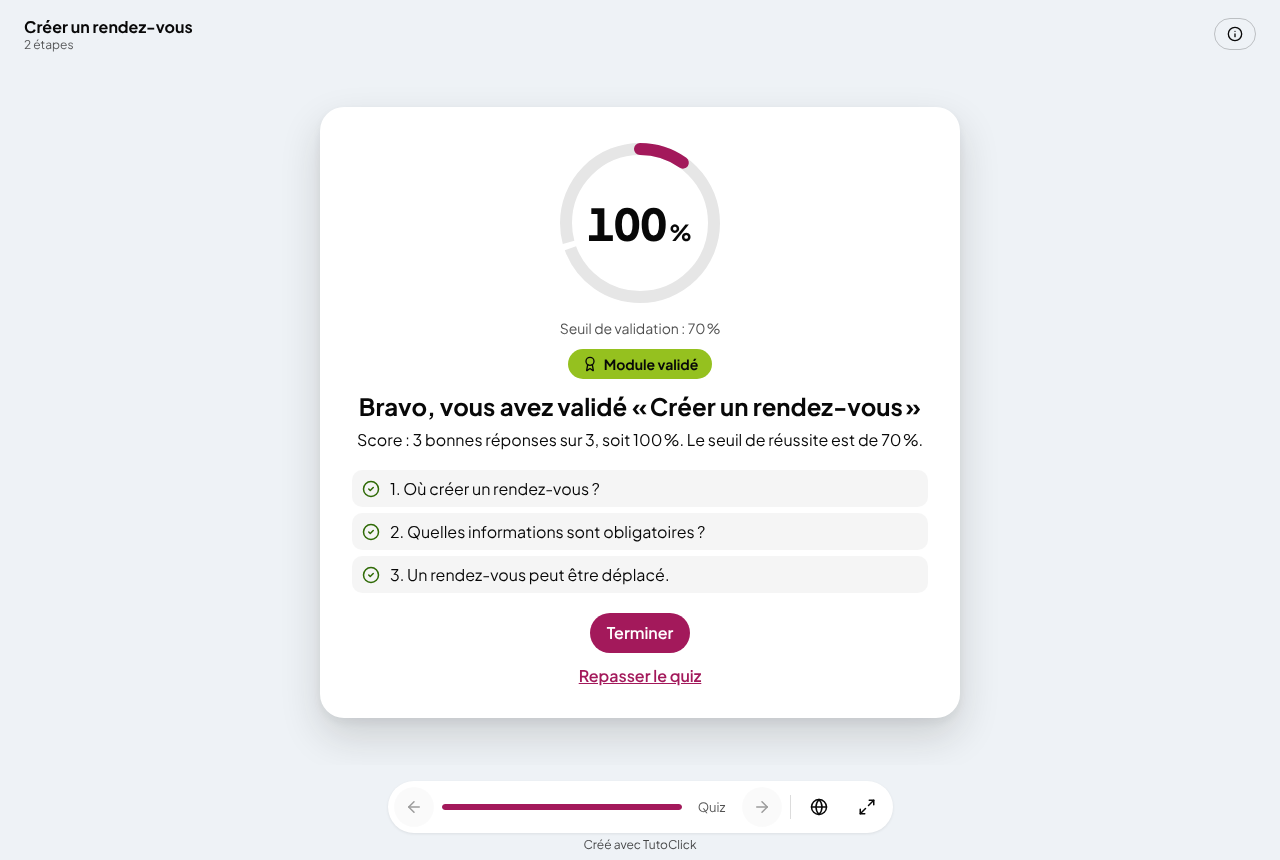 Créer un rendez-vous
2 étapes
100 %
Seuil de validation : 70 %
Module validé
Bravo, vous avez validé « Créer un rendez-vous »
Score : 3 bonnes réponses sur 3, soit 100 %. Le seuil de réussite est de 70 %.
1. Où créer un rendez-vous ?
2. Quelles informations sont obligatoires ?
3. Un rendez-vous peut être déplacé.
Terminer
Repasser le quiz
Quiz
Créé avec TutoClick